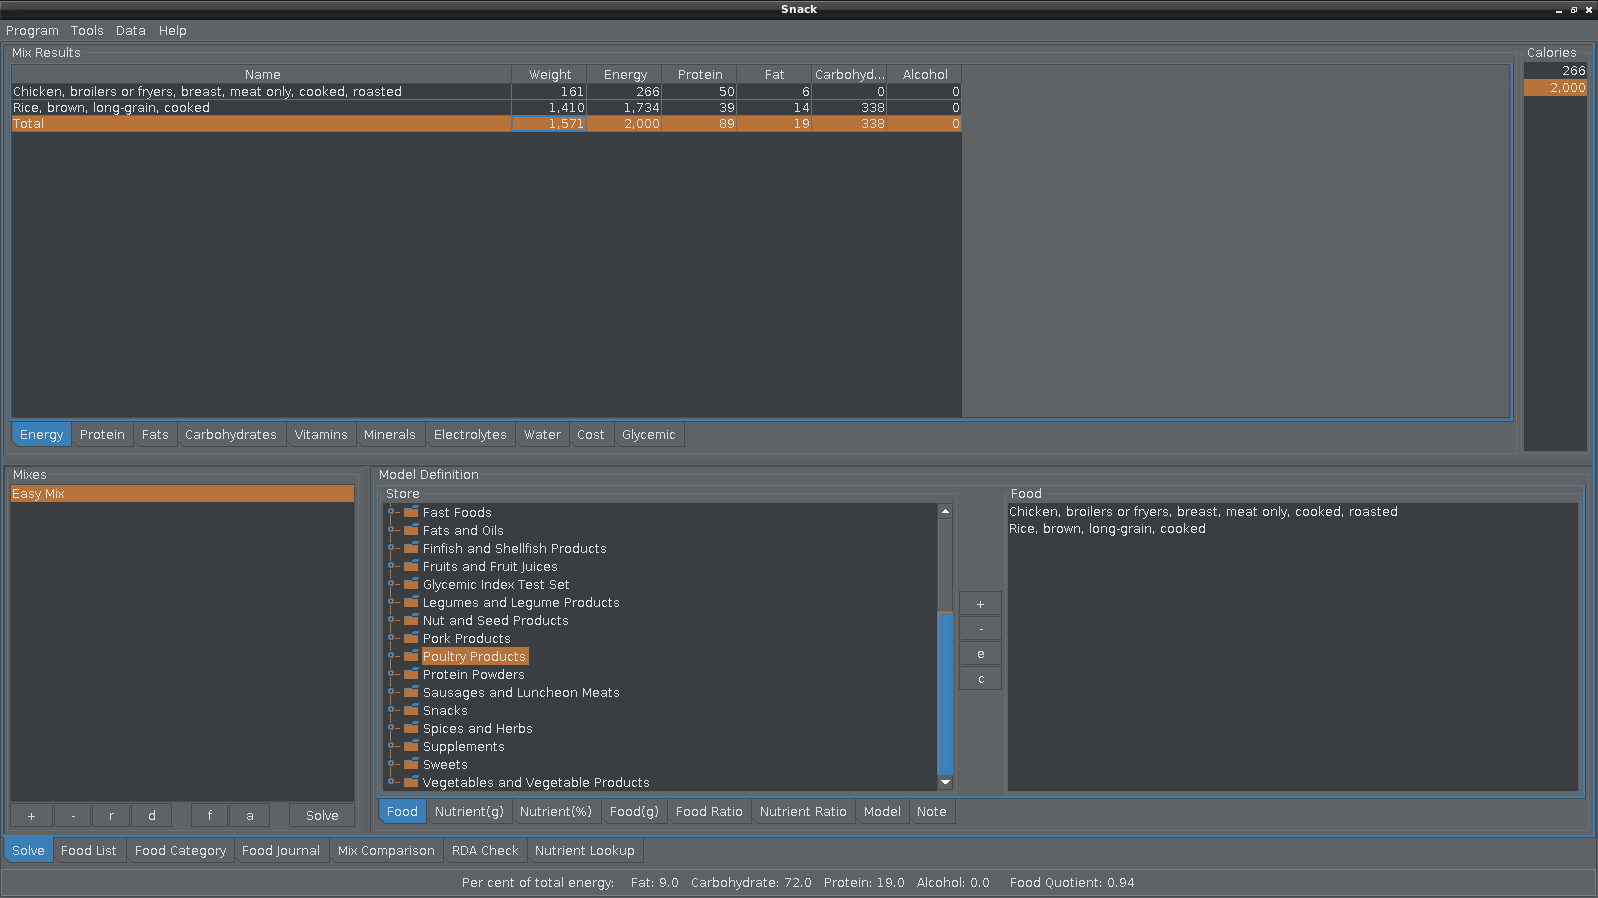 Snack
Program Tools Data Help
Mix Results
Calories
Name Weight Energy Protein Fat Carbohyd... Alcohol
266
Chicken, broilers or fryers, breast, meat only, cooked, roasted 161 266 50 6 0 0
2,000
Rice, brown, long-grain, cooked 1,410 1,734 39 14 338 0
Total 1,571 2,000 89 19 338 0
Energy Protein Fats Carbohydrates Vitamins Minerals Electrolytes Water Cost Glycemic
Mixes
Easy Mix
+ - r d f a Solve
Model Definition
Store
Fast Foods
Fats and Oils
Finfish and Shellfish Products
Fruits and Fruit Juices
Glycemic Index Test Set
Legumes and Legume Products
Nut and Seed Products
Pork Products
Poultry Products
Protein Powders
Sausages and Luncheon Meats
Snacks
Spices and Herbs
Supplements
Sweets
Vegetables and Vegetable Products
+
-
e
c
Food
Chicken, broilers or fryers, breast, meat only, cooked, roasted
Rice, brown, long-grain, cooked
Food Nutrient(g) Nutrient(%) Food(g) Food Ratio Nutrient Ratio Model Note
Solve Food List Food Category Food Journal Mix Comparison RDA Check Nutrient Lookup
Per cent of total energy: Fat: 9.0 Carbohydrate: 72.0 Protein: 19.0 Alcohol: 0.0 Food Quotient: 0.94